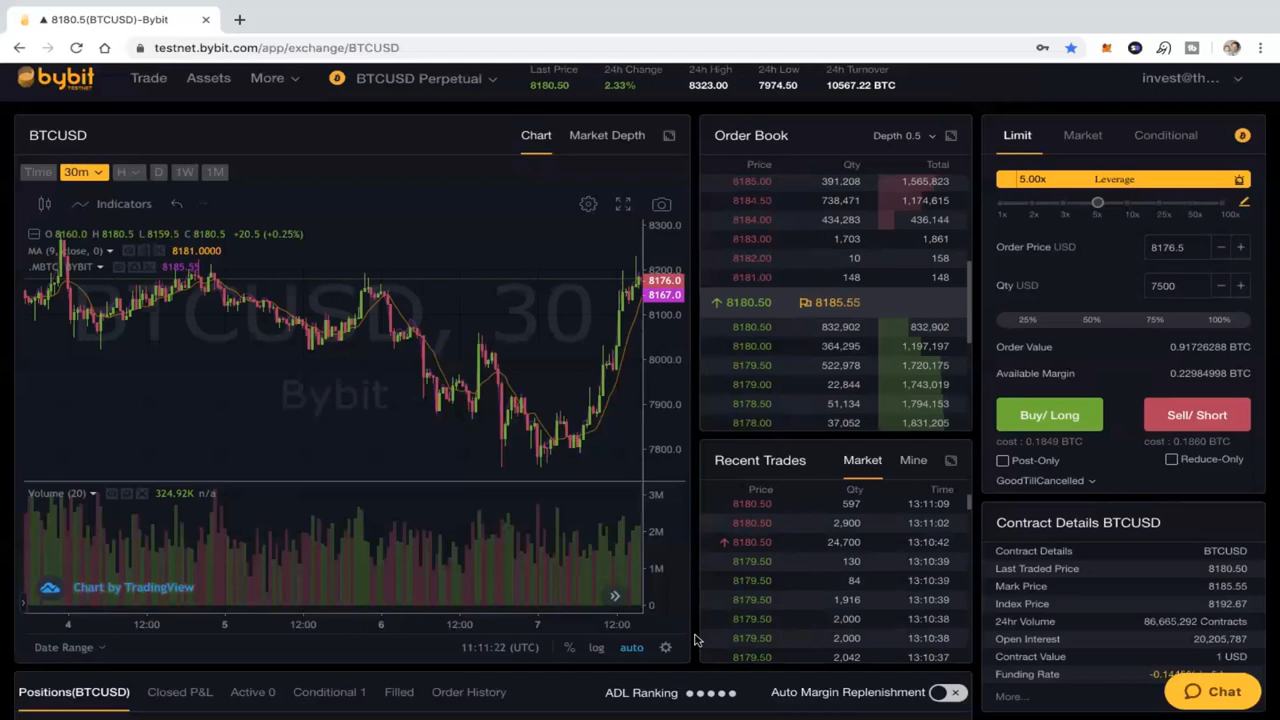 ▲ 8180.5(BTCUSD)-Bybit
testnet.bybit.com/app/exchange/BTCUSD
bybit TESTNET
Trade Assets More BTCUSD Perpetual
Last Price 24h Change 24h High 24h Low 24h Turnover
8180.50 2.33% 8323.00 7974.50 10567.22 BTC
invest@th...
BTCUSD Chart Market Depth
Time 30m H D 1W 1M
Indicators
O 8160.0 H 8180.5 L 8159.5 C 8180.5 +20.5 (+0.25%)
MA (9, close, 0) 8181.0000
.MBTC, BYBIT 8185.55
8300.0
8200.0
8176.0
8167.0
8100.0
8000.0
7900.0
7800.0
BTCUSD, 30
Bybit
Volume (20) 324.92K n/a
3M
2M
1M
0
Chart by TradingView
4 12:00 5 12:00 6 12:00 7 12:00
Date Range 11:11:22 (UTC) % log auto
Order Book Depth 0.5
Price Qty Total
8185.00 391,208 1,565,823
8184.50 738,471 1,174,615
8184.00 434,283 436,144
8183.00 1,703 1,861
8182.00 10 158
8181.00 148 148
8180.50 8185.55
8180.50 832,902 832,902
8180.00 364,295 1,197,197
8179.50 522,978 1,720,175
8179.00 22,844 1,743,019
8178.50 51,134 1,794,153
8178.00 37,052 1,831,205
Recent Trades Market Mine
Price Qty Time
8180.50 597 13:11:09
8180.50 2,900 13:11:02
8180.50 24,700 13:10:42
8179.50 130 13:10:39
8179.50 84 13:10:39
8179.50 1,916 13:10:39
8179.50 2,000 13:10:38
8179.50 2,000 13:10:38
8179.50 2,042 13:10:37
Limit Market Conditional
5.00x Leverage
1x 2x 3x 5x 10x 25x 50x 100x
Order Price USD 8176.5 − +
Qty USD 7500 − +
25% 50% 75% 100%
Order Value 0.91726288 BTC
Available Margin 0.22984998 BTC
Buy/ Long Sell/ Short
cost : 0.1849 BTC cost : 0.1860 BTC
Post-Only Reduce-Only
GoodTillCancelled
Contract Details BTCUSD
Contract Details BTCUSD
Last Traded Price 8180.50
Mark Price 8185.55
Index Price 8192.67
24hr Volume 86,665,292 Contracts
Open Interest 20,205,787
Contract Value 1 USD
Funding Rate
More...
Chat
Positions(BTCUSD) Closed P&L Active 0 Conditional 1 Filled Order History
ADL Ranking Auto Margin Replenishment